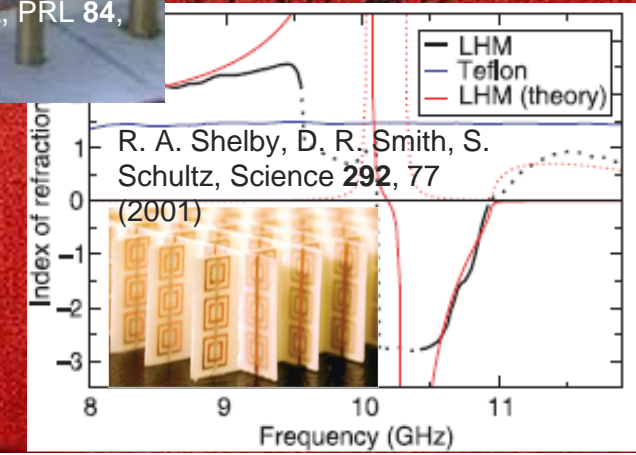 PRL 84,
LHM
Teflon
LHM (theory)
R. A. Shelby, D. R. Smith, S.
Schultz, Science 292, 77
(2001)
Index of refraction
1
0
−1
−2
−3
8
9
10
11
Frequency (GHz)